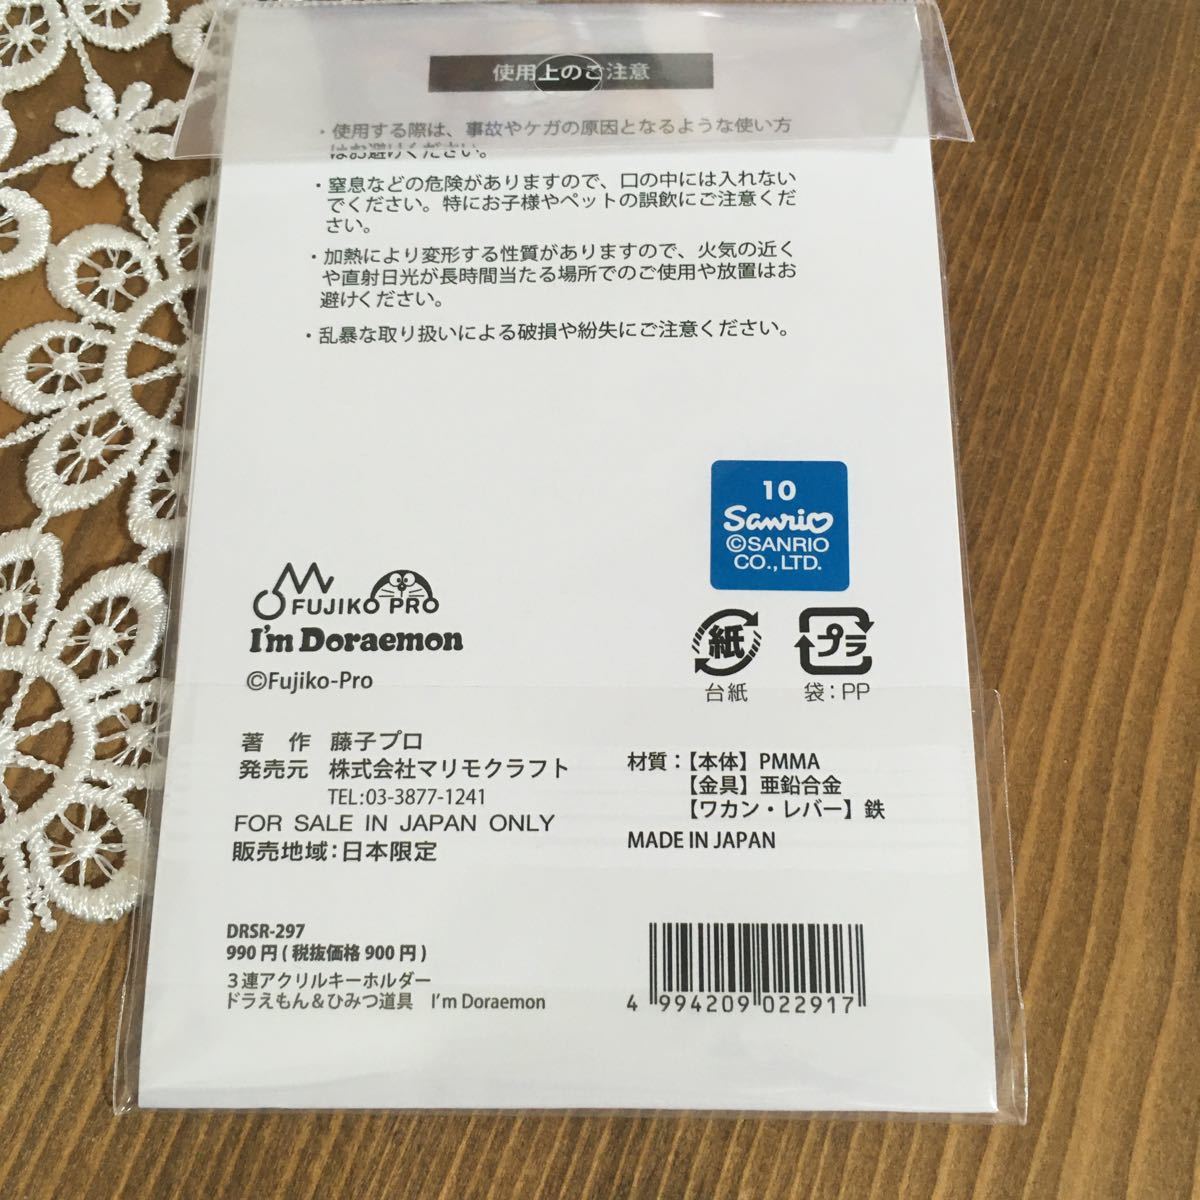 使用上のご注意
・使用する際は、事故やケガの原因となるような使い方
はお避けください。
・窒息などの危険がありますので、口の中には入れない
でください。特にお子様やペットの誤飲にご注意くだ
さい。
・加熱により変形する性質がありますので、火気の近く
や直射日光が長時間当たる場所でのご使用や放置はお
避けください。
・乱暴な取り扱いによる破損や紛失にご注意ください。
10
Sanrio
©SANRIO
CO.,LTD.
FUJIKO PRO
I'm Doraemon
©Fujiko-Pro
紙
台紙
プラ
袋：PP
著　作　藤子プロ
発売元　株式会社マリモクラフト
TEL:03-3877-1241
FOR SALE IN JAPAN ONLY
販売地域：日本限定
材質：【本体】PMMA
【金具】亜鉛合金
【ワカン・レバー】鉄
MADE IN JAPAN
DRSR-297
990円(税抜価格900円)
3連アクリルキーホルダー
ドラえもん＆ひみつ道具　I'm Doraemon
4 994209 022917